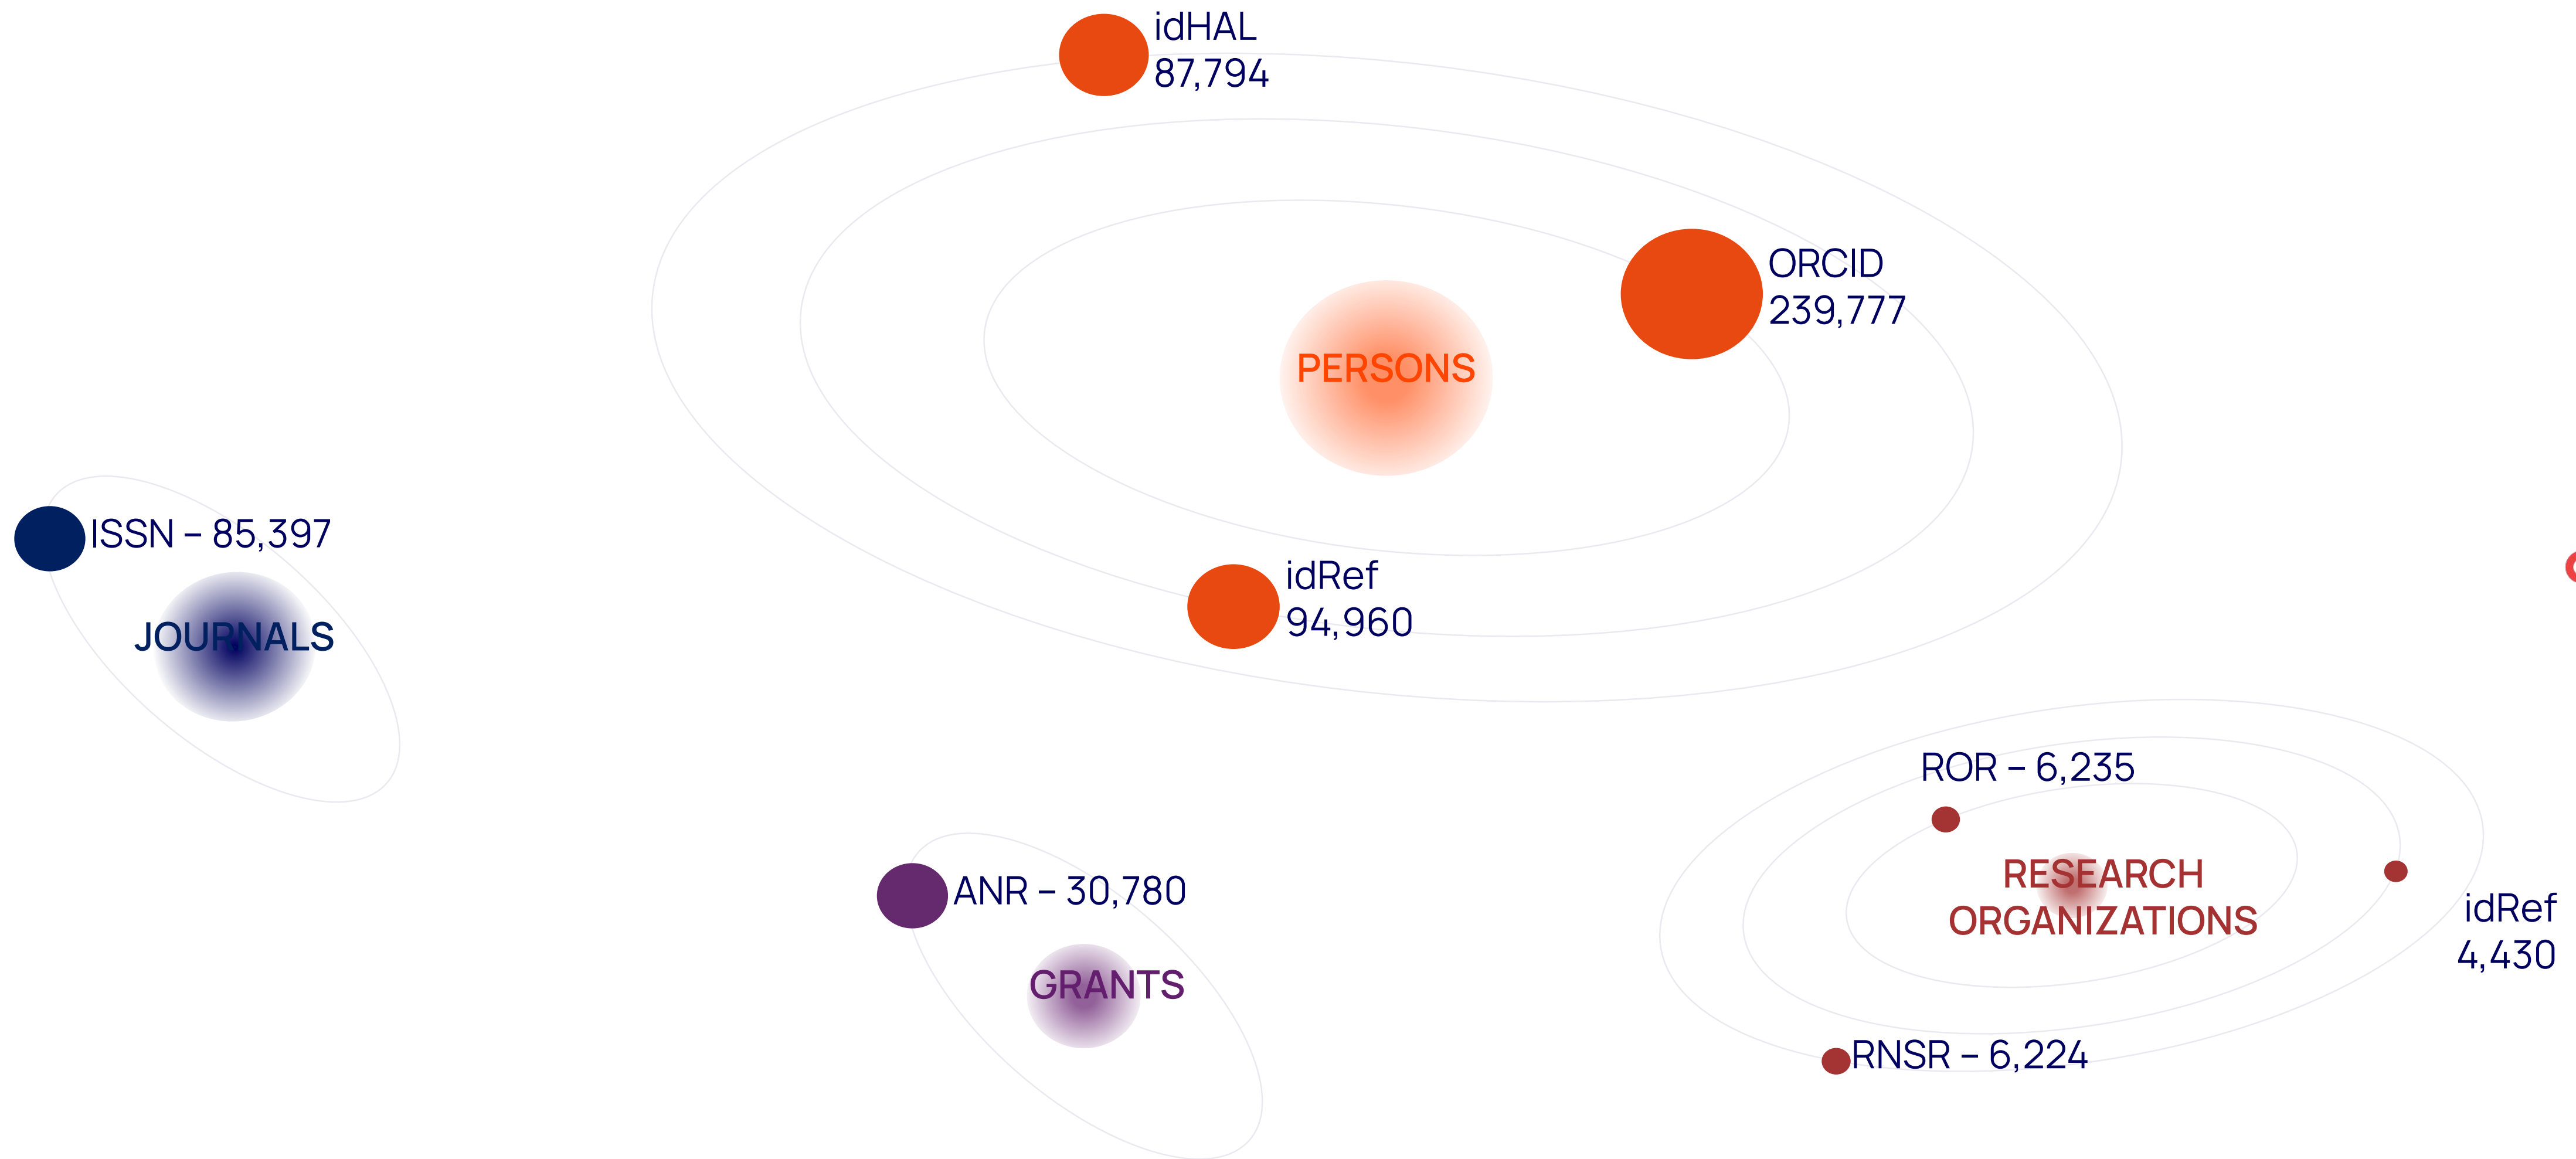 idHAL
87,794
ORCID
239,777
PERSONS
ISSN – 85,397
JOURNALS
idRef
94,960
ROR – 6,235
RESEARCH
ORGANIZATIONS
idRef
4,430
ANR – 30,780
GRANTS
RNSR – 6,224